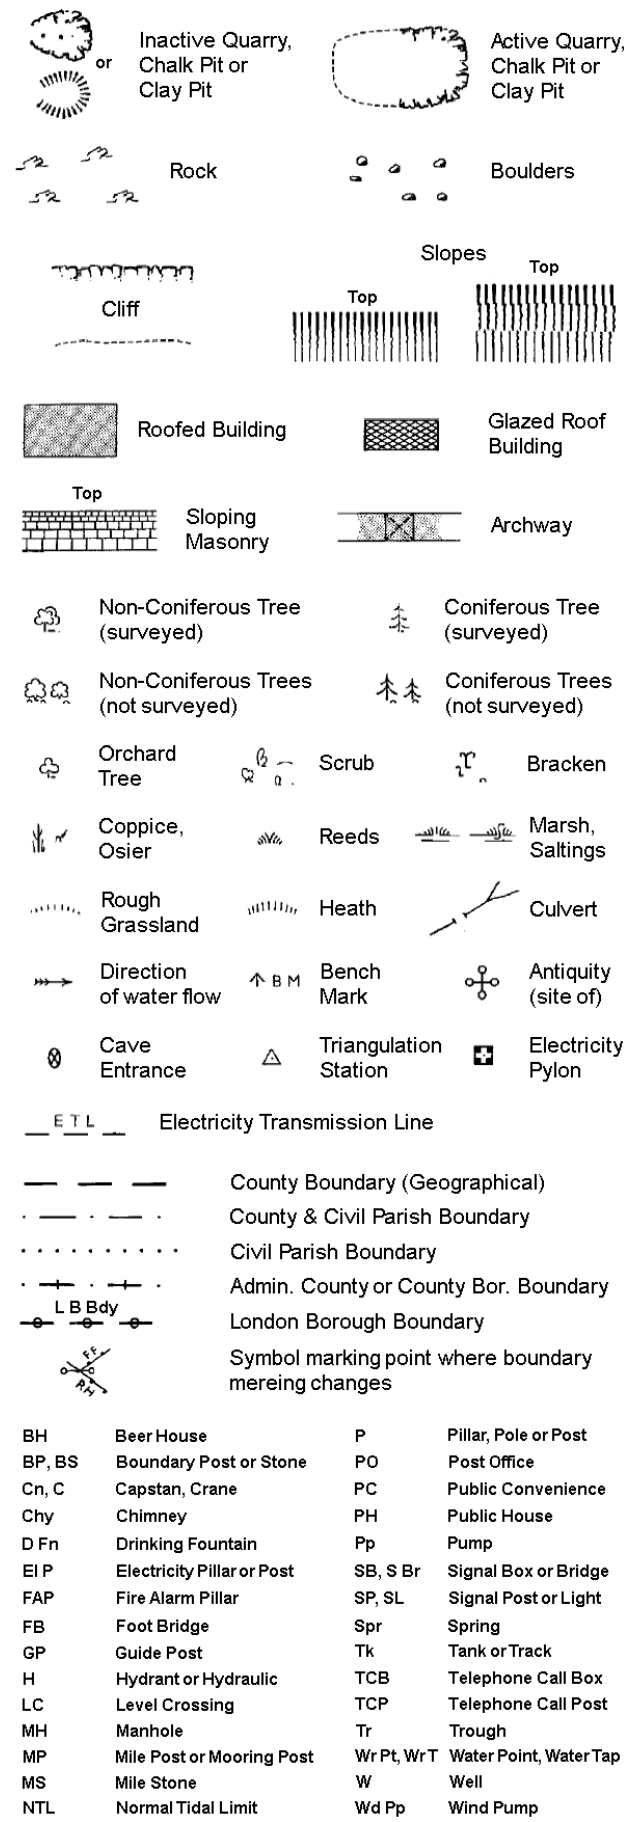 or
Inactive Quarry,
Chalk Pit or
Clay Pit
Active Quarry,
Chalk Pit or
Clay Pit
Rock
Boulders
Cliff
Slopes
Top
Top
Roofed Building
Glazed Roof
Building
Top
Sloping
Masonry
Archway
Non-Coniferous Tree
(surveyed)
Coniferous Tree
(surveyed)
Non-Coniferous Trees
(not surveyed)
Coniferous Trees
(not surveyed)
Orchard
Tree
Scrub
Bracken
Coppice,
Osier
Reeds
Marsh,
Saltings
Rough
Grassland
Heath
Culvert
Direction
of water flow
B M
Bench
Mark
Antiquity
(site of)
Cave
Entrance
Triangulation
Station
Electricity
Pylon
E T L
Electricity Transmission Line
County Boundary (Geographical)
County & Civil Parish Boundary
Civil Parish Boundary
Admin. County or County Bor. Boundary
L B Bdy
London Borough Boundary
FF
RH
Symbol marking point where boundary
mereing changes
BH Beer House
BP, BS Boundary Post or Stone
Cn, C Capstan, Crane
Chy Chimney
D Fn Drinking Fountain
El P Electricity Pillar or Post
FAP Fire Alarm Pillar
FB Foot Bridge
GP Guide Post
H Hydrant or Hydraulic
LC Level Crossing
MH Manhole
MP Mile Post or Mooring Post
MS Mile Stone
NTL Normal Tidal Limit
P Pillar, Pole or Post
PO Post Office
PC Public Convenience
PH Public House
Pp Pump
SB, S Br Signal Box or Bridge
SP, SL Signal Post or Light
Spr Spring
Tk Tank or Track
TCB Telephone Call Box
TCP Telephone Call Post
Tr Trough
Wr Pt, Wr T Water Point, Water Tap
W Well
Wd Pp Wind Pump